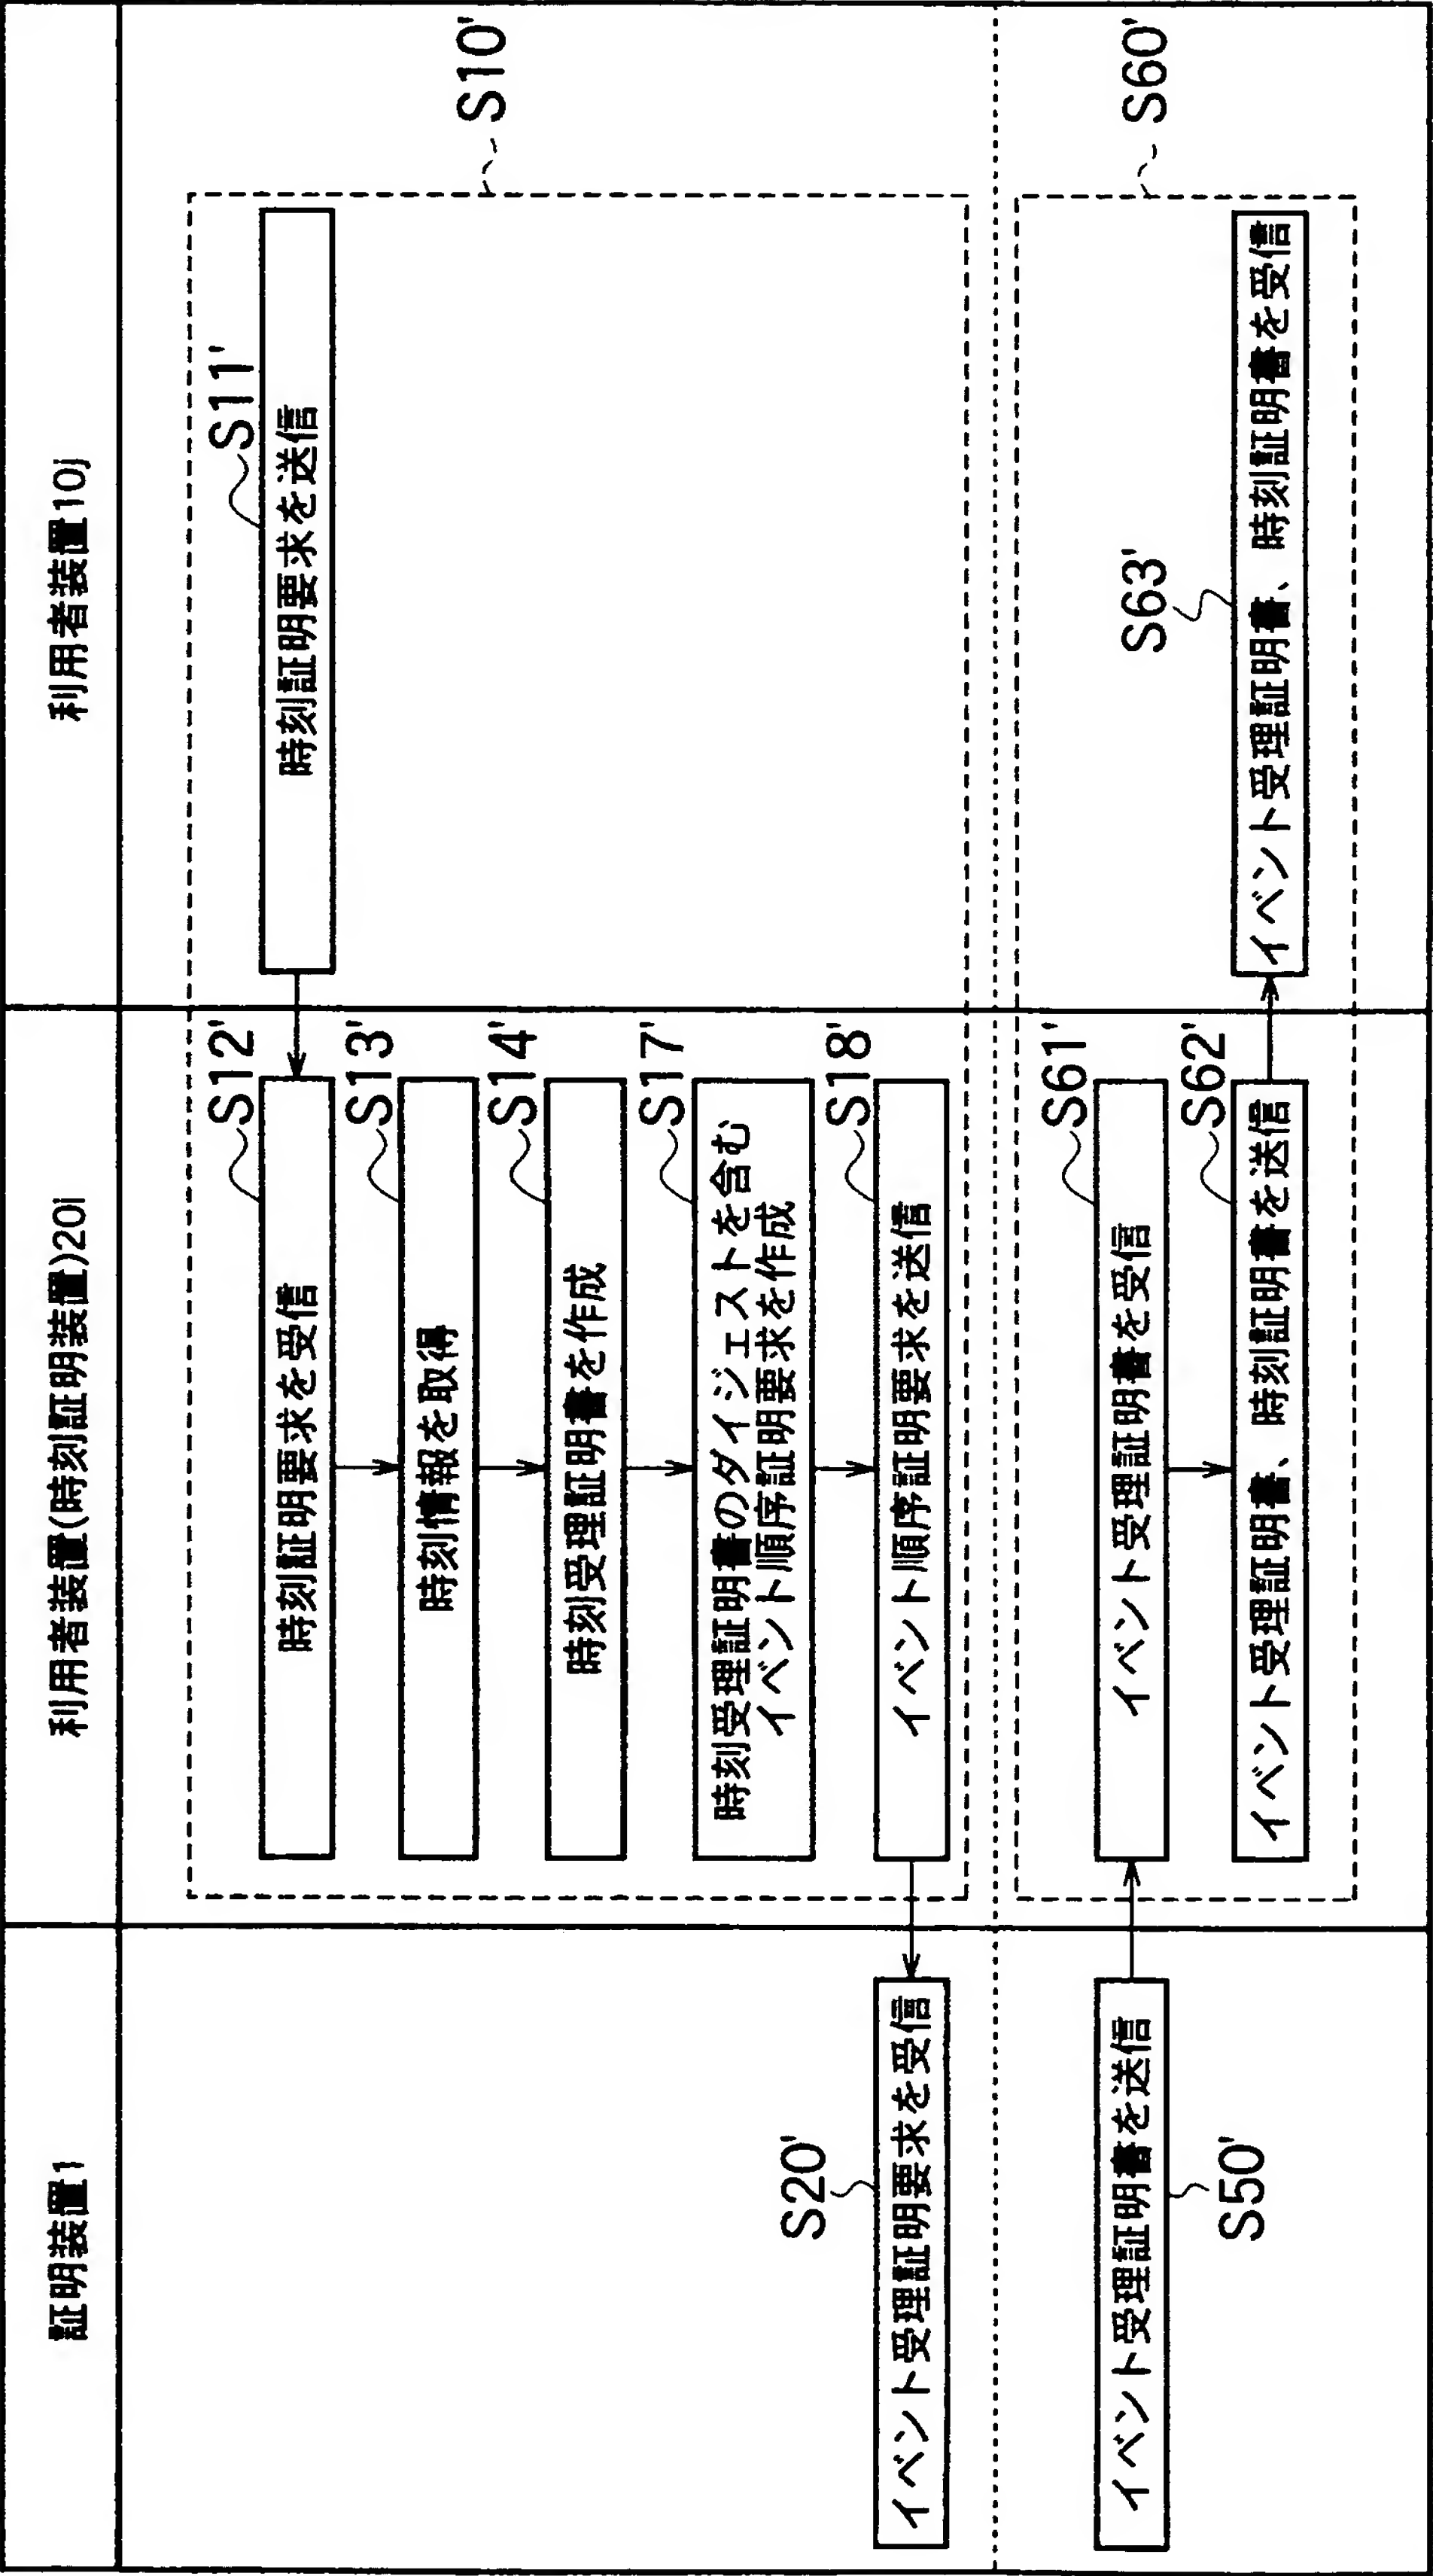 証明装置1
利用者装置(時刻証明装置)20i
利用者装置10j
S10'
S11'
時刻証明要求を送信
S12'
時刻証明要求を受信
S13'
時刻情報を取得
S14'
時刻受理証明書を作成
S17'
時刻受理証明書のダイジェストを含む
イベント順序証明要求を作成
S18'
イベント順序証明要求を送信
S20'
イベント受理証明要求を受信
S60'
S50'
イベント受理証明書を送信
S61'
イベント受理証明書を受信
S62'
イベント受理証明書、時刻証明書を送信
S63'
イベント受理証明書、時刻証明書を受信